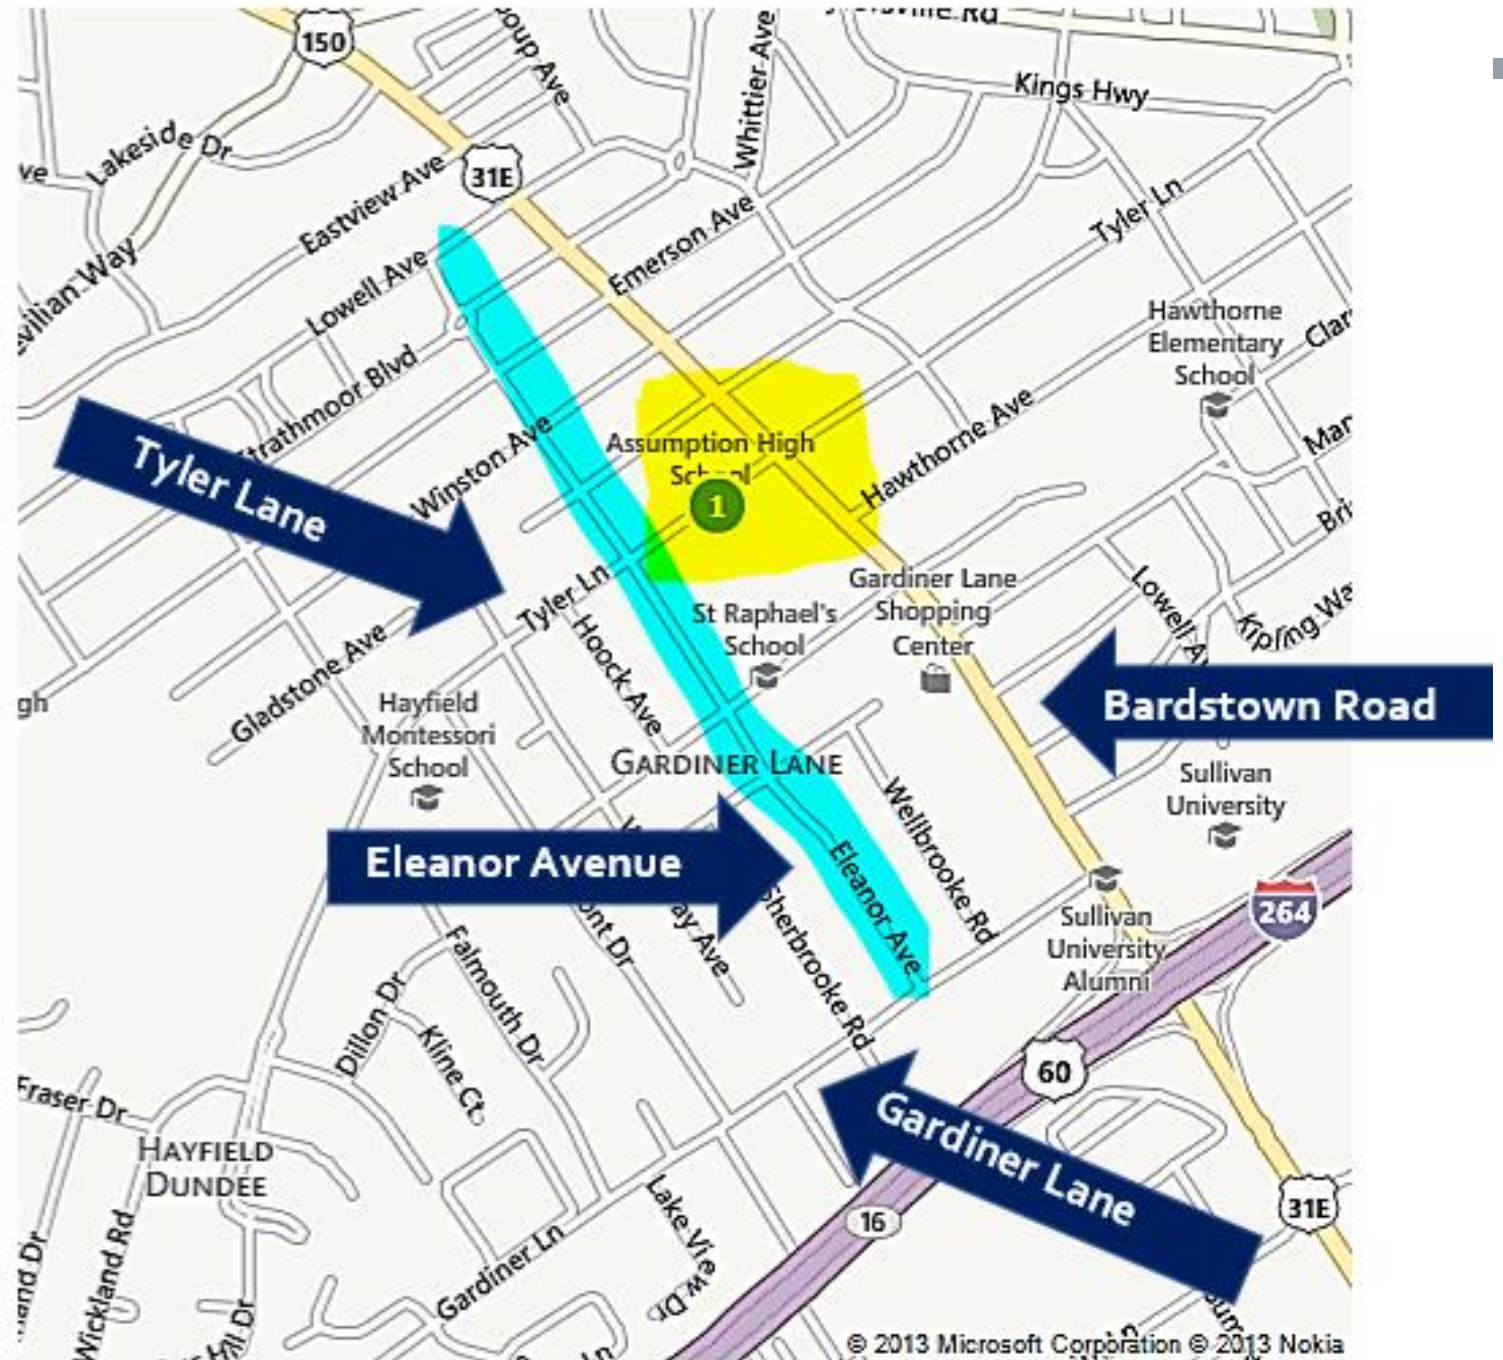 150
Kings Hwy
Whittier Ave
Lakeside Dr
31E
Eastview Ave
Emerson Ave
Tyler Ln
Lowell Ave
Hawthorne
Elementary
School
Strathmoor Blvd
Hawthorne Ave
Tyler Lane
Winston Ave
Assumption High
School
1
Tyler Ln
Gardiner Lane
Shopping
Center
St Raphael's
School
Hoock Ave
Kipling
Gladstone Ave
Bardstown Road
Hayfield
Montessori
School
GARDINER LANE
Sullivan
University
Wellbrooke Rd
Eleanor Avenue
Eleanor Ave
264
Sherbrooke Rd
Sullivan
University
Alumni
Falmouth Dr
Dillon Dr
Kline Ct
60
Fraser Dr
Gardiner Lane
HAYFIELD
DUNDEE
31E
16
Lake View Dr
Wickland Rd
Gardiner Ln
© 2013 Microsoft Corporation © 2013 Nokia